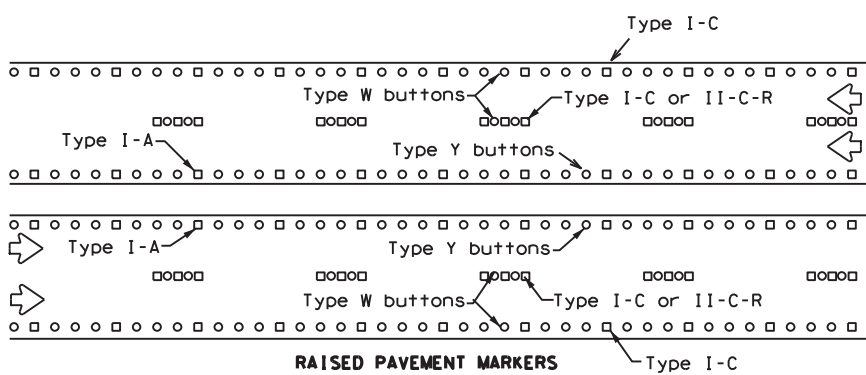 Type I-C
Type W buttons
Type I-C or II-C-R
Type I-A
Type Y buttons
Type I-A
Type Y buttons
Type W buttons
Type I-C or II-C-R
RAISED PAVEMENT MARKERS
Type I-C